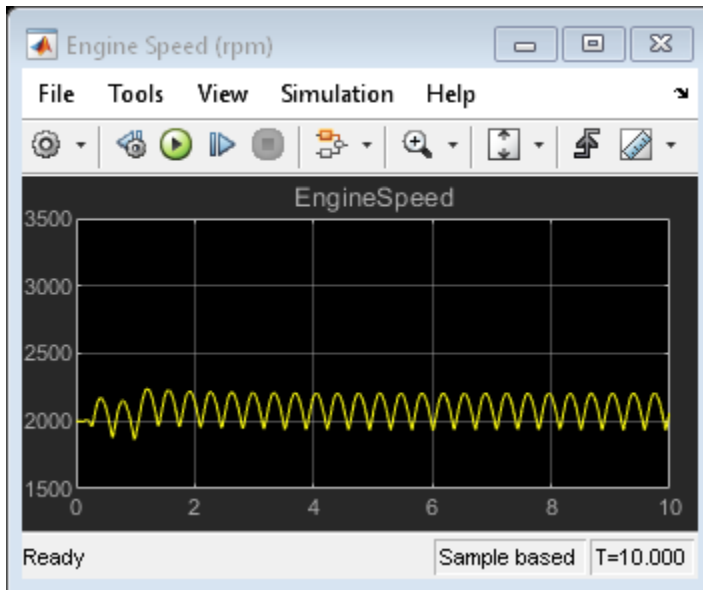 Engine Speed (rpm)
File Tools View Simulation Help
EngineSpeed
3500
3000
2500
2000
1500
0 2 4 6 8 10
Ready Sample based T=10.000